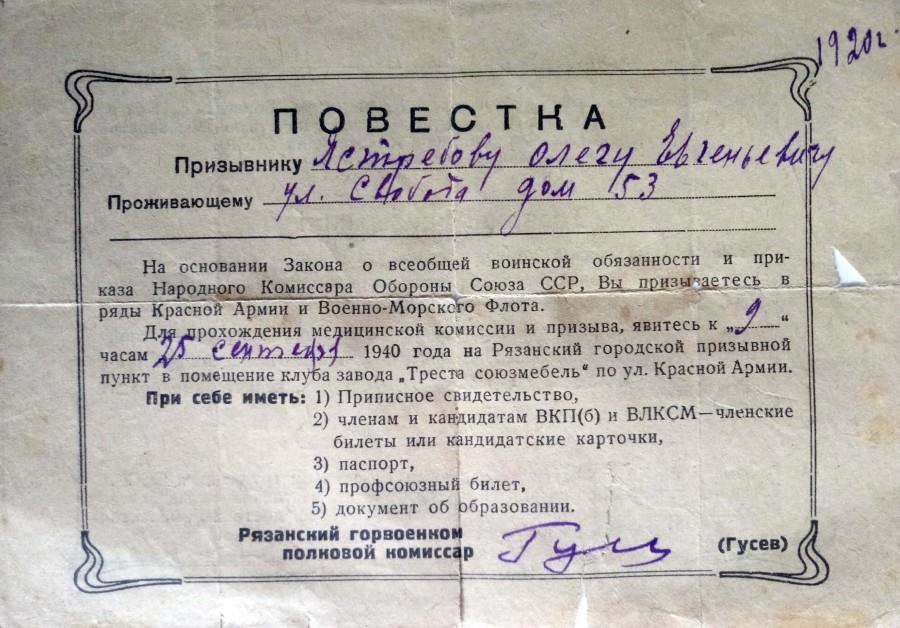 1920г.
ПОВЕСТКА
Призывнику Ястребову Олегу Евгеньевичу
Проживающему ул. Свобода дом 53
На основании Закона о всеобщей воинской обязанности и при-
каза Народного Комиссара Обороны Союза ССР, Вы призываетесь в
ряды Красной Армии и Военно-Морского Флота.
Для прохождения медицинской комиссии и призыва, явитесь к „9“
часам 25 сентября 1940 года на Рязанский городской призывной
пункт в помещение клуба завода „Треста союзмебель“ по ул. Красной Армии.
При себе иметь: 1) Приписное свидетельство,
2) членам и кандидатам ВКП(б) и ВЛКСМ—членские
билеты или кандидатские карточки,
3) паспорт,
4) профсоюзный билет,
5) документ об образовании.
Рязанский горвоенком
полковой комиссар Гусев (Гусев)